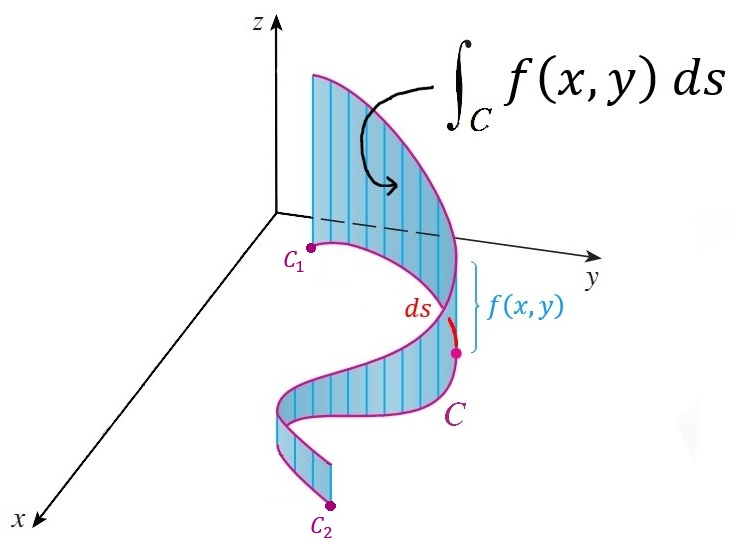 z
∫_C f(x, y) ds
C₁
y
ds
f(x, y)
C
x
C₂